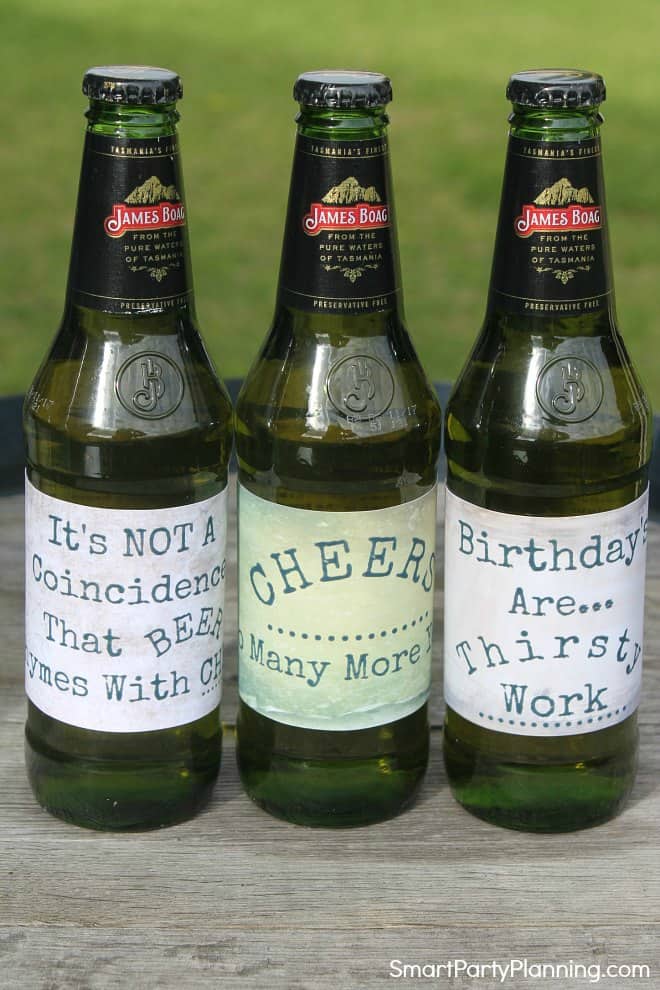 TASMANIA'S FINEST
JAMES BOAG
FROM THE
PURE WATERS
OF TASMANIA
PRESERVATIVE FREE
It's NOT A
Coincidence
That BEER
With
TASMANIA'S FINEST
JAMES BOAG
FROM THE
PURE WATERS
OF TASMANIA
PRESERVATIVE FREE
CHEERS
Many More
TASMANIA'S FINEST
JAMES BOAG
FROM THE
PURE WATERS
OF TASMANIA
PRESERVATIVE FREE
Birthday's
Are...
Thirsty
Work
SmartPartyPlanning.com